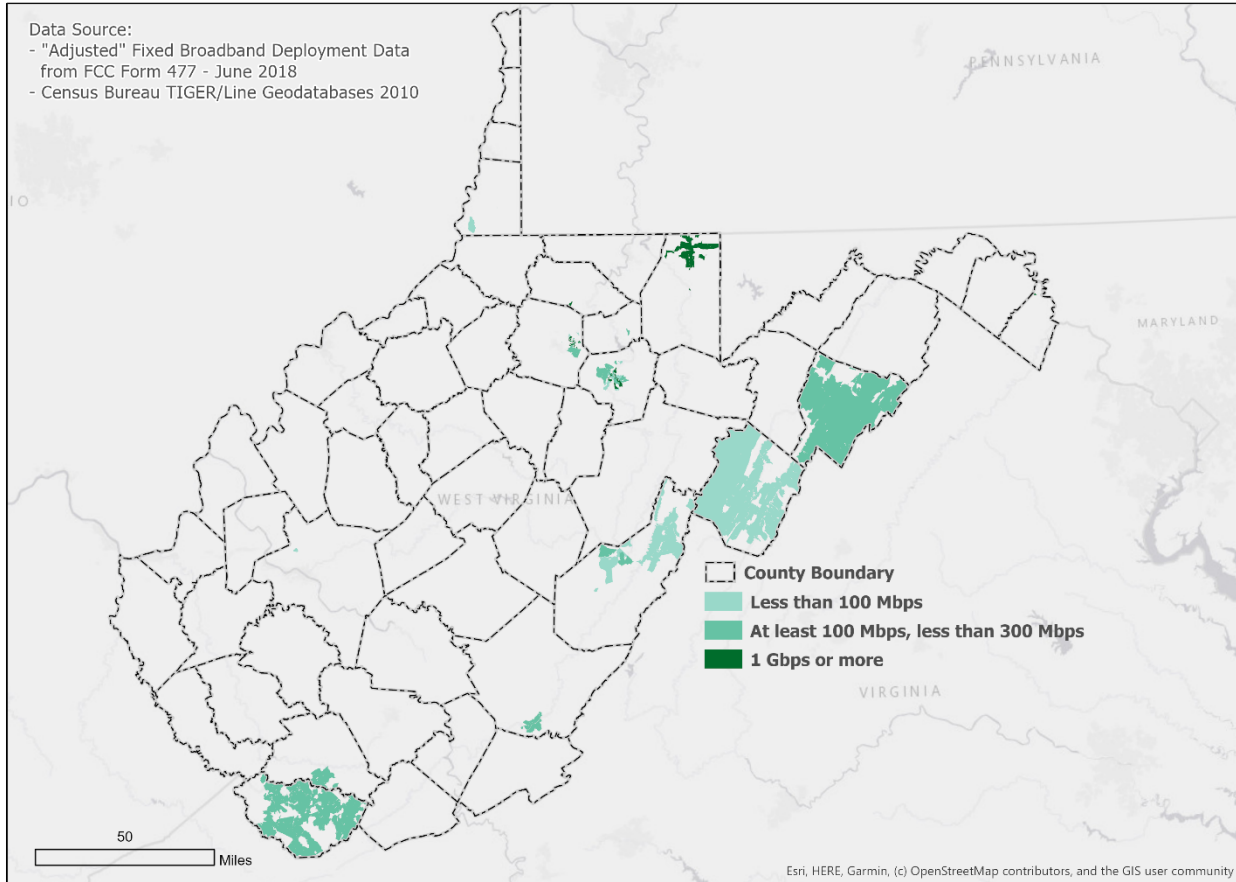 Data Source:
- "Adjusted" Fixed Broadband Deployment Data
from FCC Form 477 - June 2018
- Census Bureau TIGER/Line Geodatabases 2010
PENNSYLVANIA
IO
MARYLAND
WEST VIRGINIA
County Boundary
Less than 100 Mbps
At least 100 Mbps, less than 300 Mbps
1 Gbps or more
VIRGINIA
50
Miles
Esri, HERE, Garmin, (c) OpenStreetMap contributors, and the GIS user community